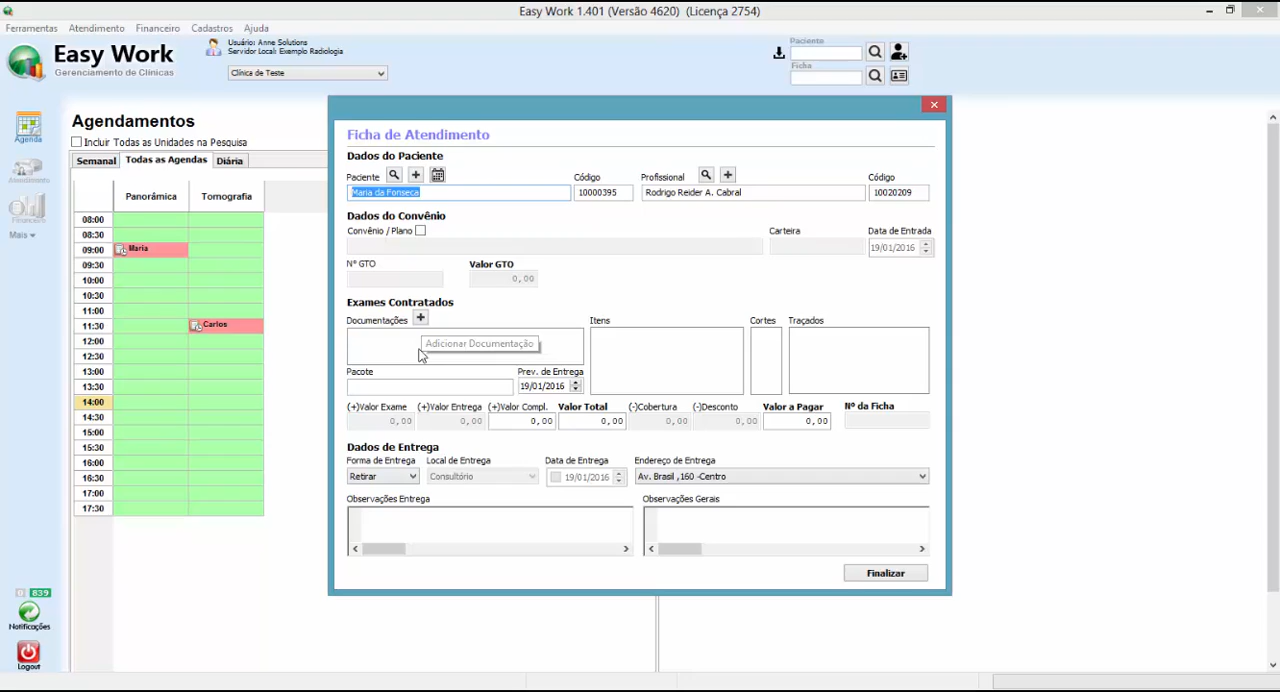 Easy Work 1.401 (Versão 4620) (Licença 2754)
Ferramentas Atendimento Financeiro Cadastros Ajuda
Easy Work
Gerenciamento de Clínicas
Usuário: Anne Solutions
Servidor Local: Exemplo Radiologia
Clínica de Teste
Paciente
Ficha
Agenda
Atendimento
Financeiro
Mais
Agendamentos
Incluir Todas as Unidades na Pesquisa
Semanal Todas as Agendas Diária
Panorâmica Tomografia
08:00
08:30
09:00 Maria
09:30
10:00
10:30
11:00
11:30 Carlos
12:00
12:30
13:00
13:30
14:00
14:30
15:00
15:30
16:00
16:30
17:00
17:30
Ficha de Atendimento
Dados do Paciente
Paciente Código Profissional Código
Maria da Fonseca 10000395 Rodrigo Reider A. Cabral 10020209
Dados do Convênio
Convênio / Plano Carteira Data de Entrada
19/01/2016
Nº GTO Valor GTO
0,00
Exames Contratados
Documentações Itens Cortes Traçados
Adicionar Documentação
Pacote Prev. de Entrega
19/01/2016
(+)Valor Exame (+)Valor Entrega (+)Valor Compl. Valor Total (-)Cobertura (-)Desconto Valor a Pagar Nº da Ficha
0,00 0,00 0,00 0,00 0,00 0,00 0,00
Dados de Entrega
Forma de Entrega Local de Entrega Data de Entrega Endereço de Entrega
Retirar Consultório 19/01/2016 Av. Brasil ,160 -Centro
Observações Entrega Observações Gerais
Finalizar
0 839
Notificações
Logout